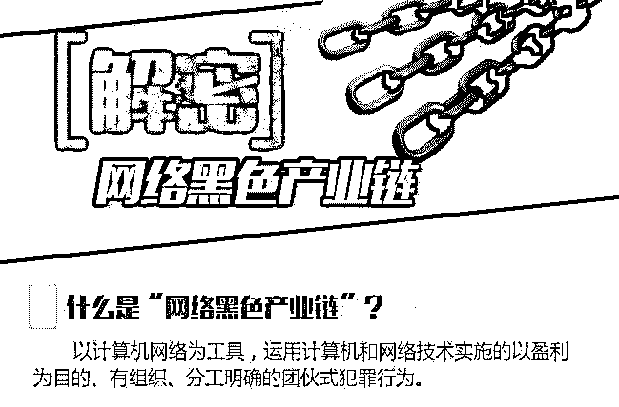 [解密]
网络黑色产业链
什么是“网络黑色产业链”?
以计算机网络为工具，运用计算机和网络技术实施的以盈利
为目的、有组织、分工明确的团伙式犯罪行为。